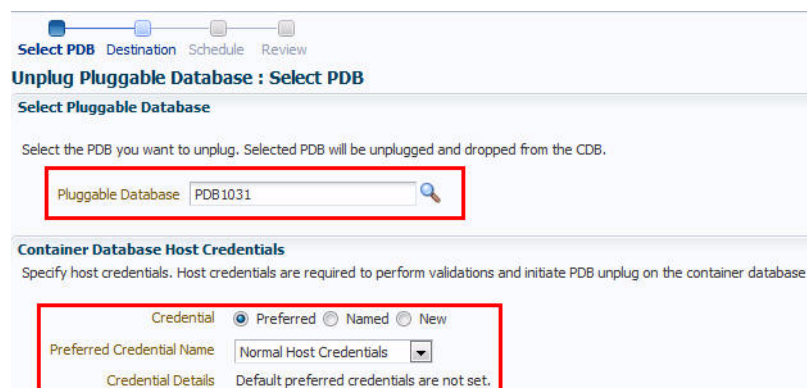 Select PDB Destination Schedule Review
Unplug Pluggable Database : Select PDB
Select Pluggable Database
Select the PDB you want to unplug. Selected PDB will be unplugged and dropped from the CDB.
Pluggable Database PDB1031
Container Database Host Credentials
Specify host credentials. Host credentials are required to perform validations and initiate PDB unplug on the container database
Credential Preferred Named New
Preferred Credential Name Normal Host Credentials
Credential Details Default preferred credentials are not set.